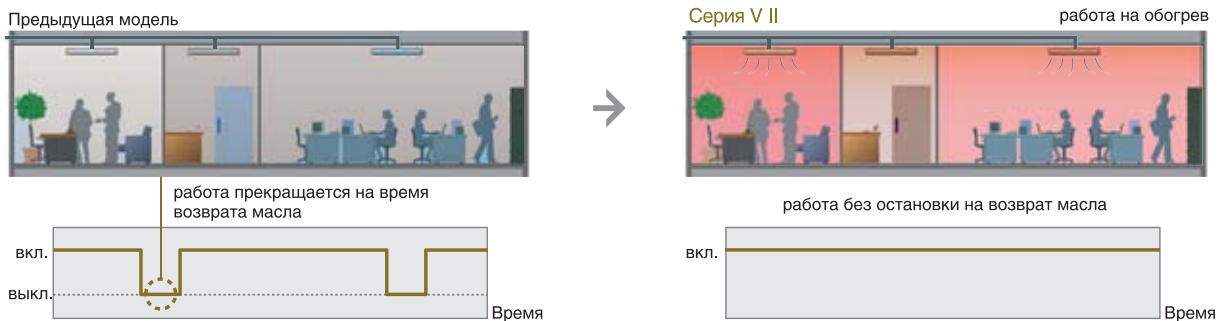 Предыдущая модель
работа прекращается на время
возврата масла
вкл.
выкл.
Время
Серия V II
работа на обогрев
работа без остановки на возврат масла
вкл.
Время